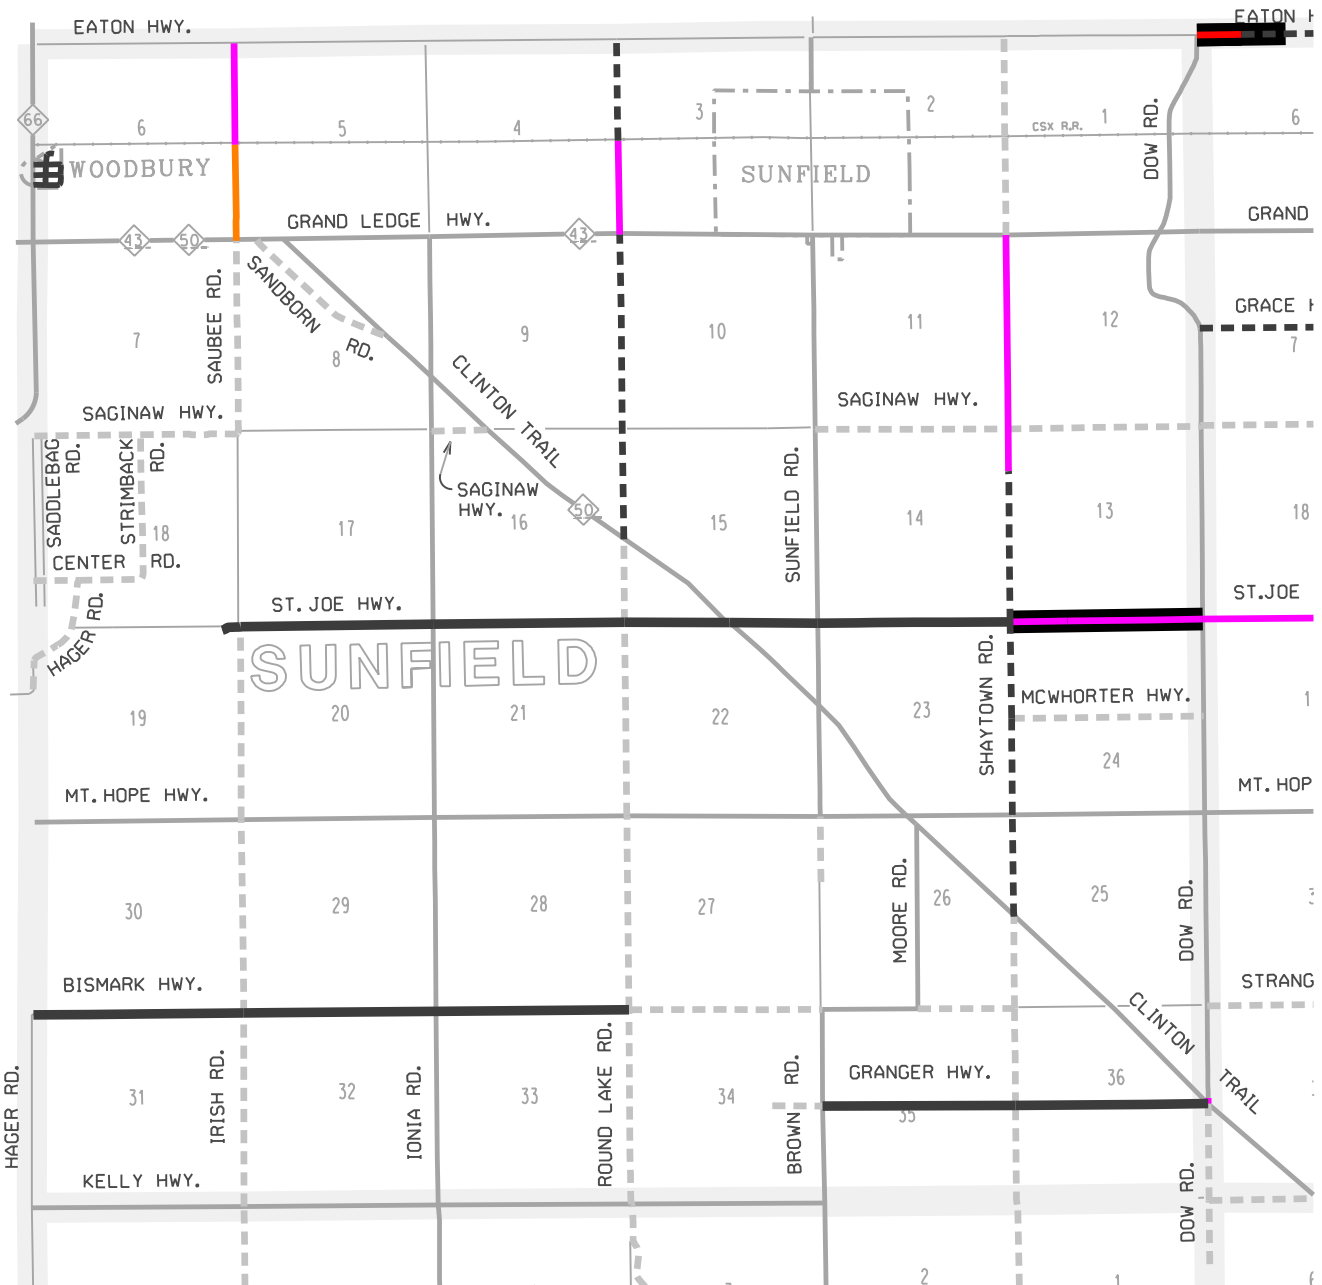 EATON HWY.
EATON H
66
6
5
4
3
2
1
6
CSX R.R.
DOW RD.
WOODBURY
SUNFIELD
GRAND LEDGE HWY.
GRAND
43
50
43
SANDBORN RD.
SAUBEE RD.
GRACE H
7
8
9
10
11
12
7
CLINTON TRAIL
SAGINAW HWY.
SAGINAW HWY.
SADDLEBAG RD.
STRIMBACK RD.
SAGINAW
HWY.
50
SUNFIELD RD.
18
17
16
15
14
13
18
CENTER RD.
HAGER RD.
ST.JOE HWY.
ST.JOE
SUNFIELD
SHAYTOWN RD.
MCWHORTER HWY.
19
20
21
22
23
24
1
MT.HOPE HWY.
MT.HOP
MOORE RD.
DOW RD.
30
29
28
27
26
25
BISMARK HWY.
STRANG
CLINTON TRAIL
HAGER RD.
IRISH RD.
IONIA RD.
ROUND LAKE RD.
BROWN RD.
GRANGER HWY.
31
32
33
34
35
36
KELLY HWY.
DOW RD.
2
1